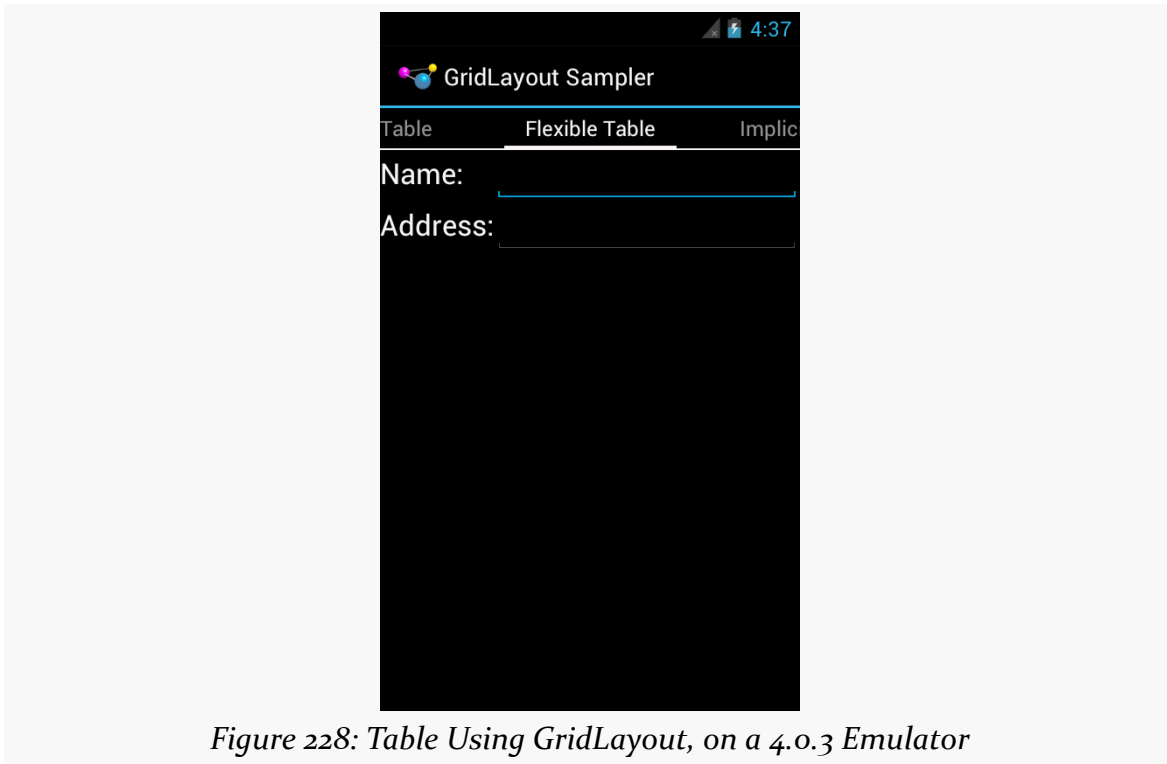 4:37
GridLayout Sampler
Table Flexible Table Implici
Name:
Address:
Figure 228: Table Using GridLayout, on a 4.0.3 Emulator